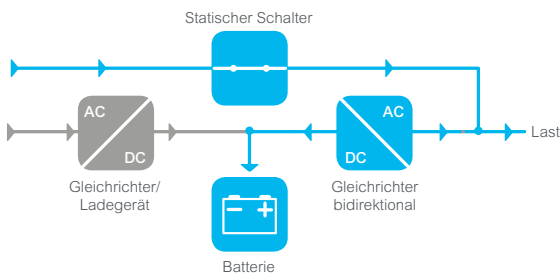 Statischer Schalter
AC
DC
AC
DC
Last
Gleichrichter/
Ladegerät
Gleichrichter
bidirektional
Batterie